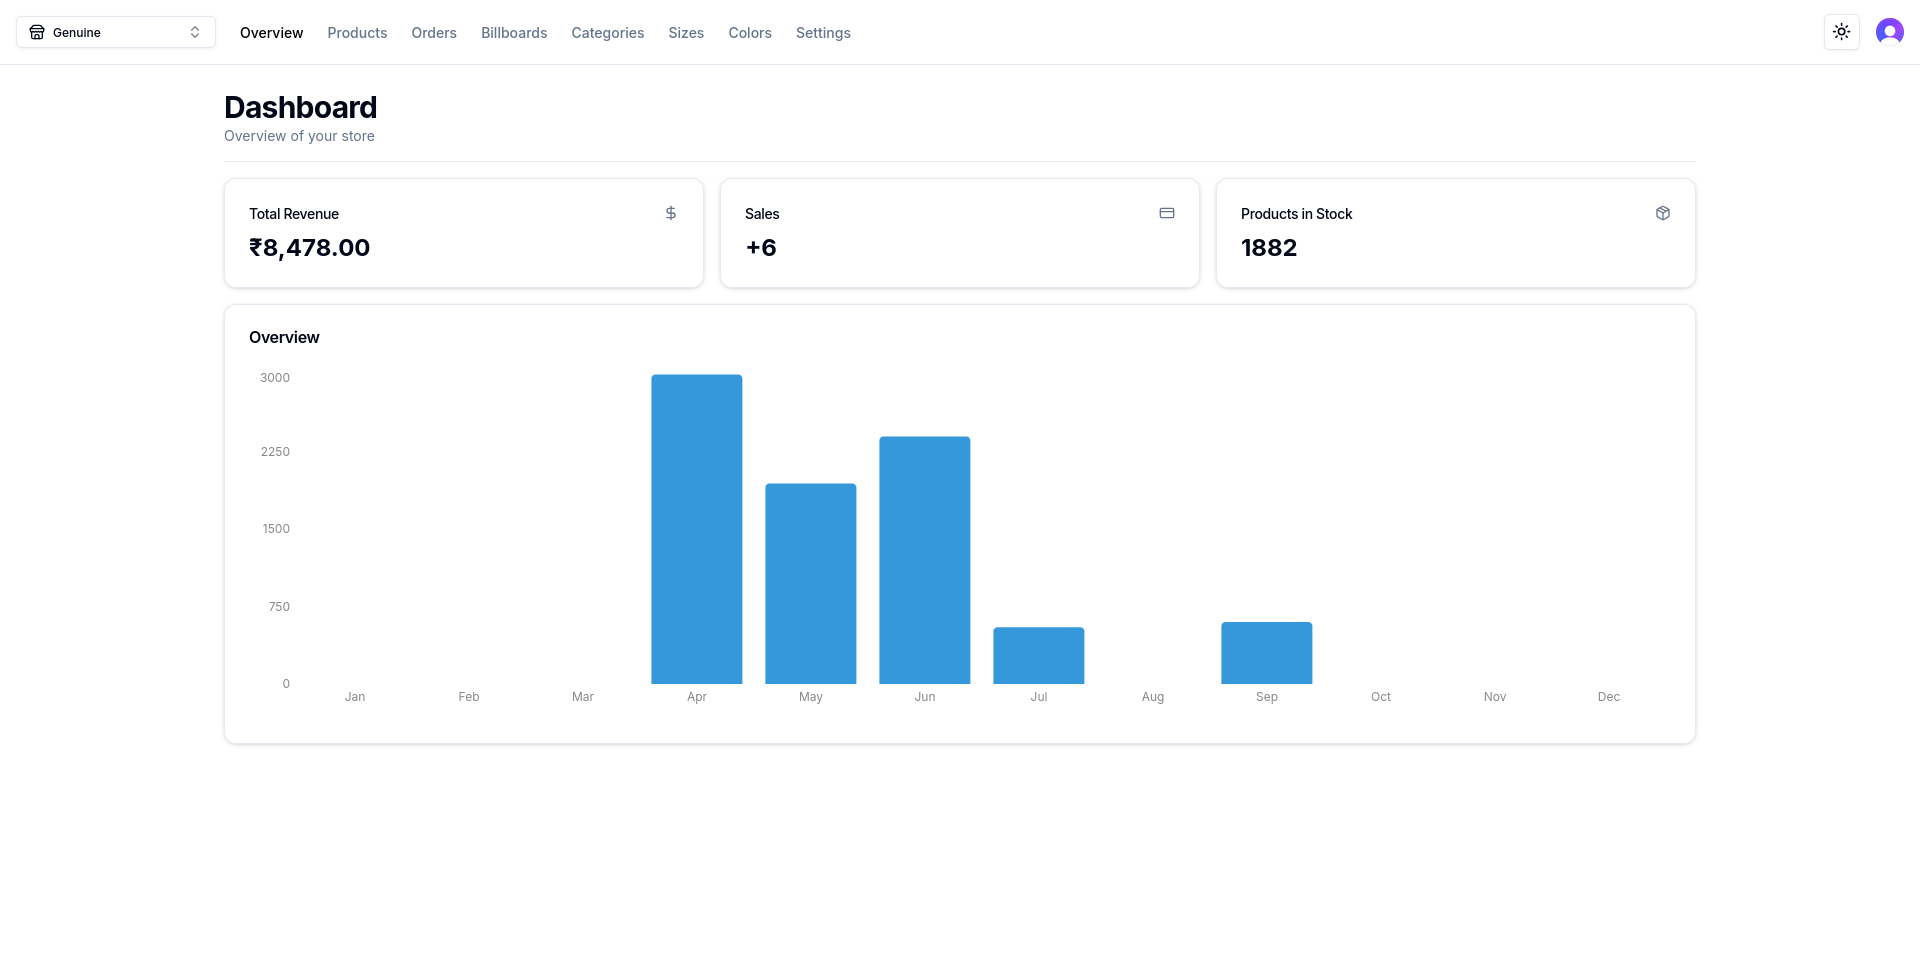 Genuine
Overview Products Orders Billboards Categories Sizes Colors Settings
Dashboard
Overview of your store
Total Revenue
₹8,478.00
Sales
+6
Products in Stock
1882
Overview
3000
2250
1500
750
0
Jan Feb Mar Apr May Jun Jul Aug Sep Oct Nov Dec